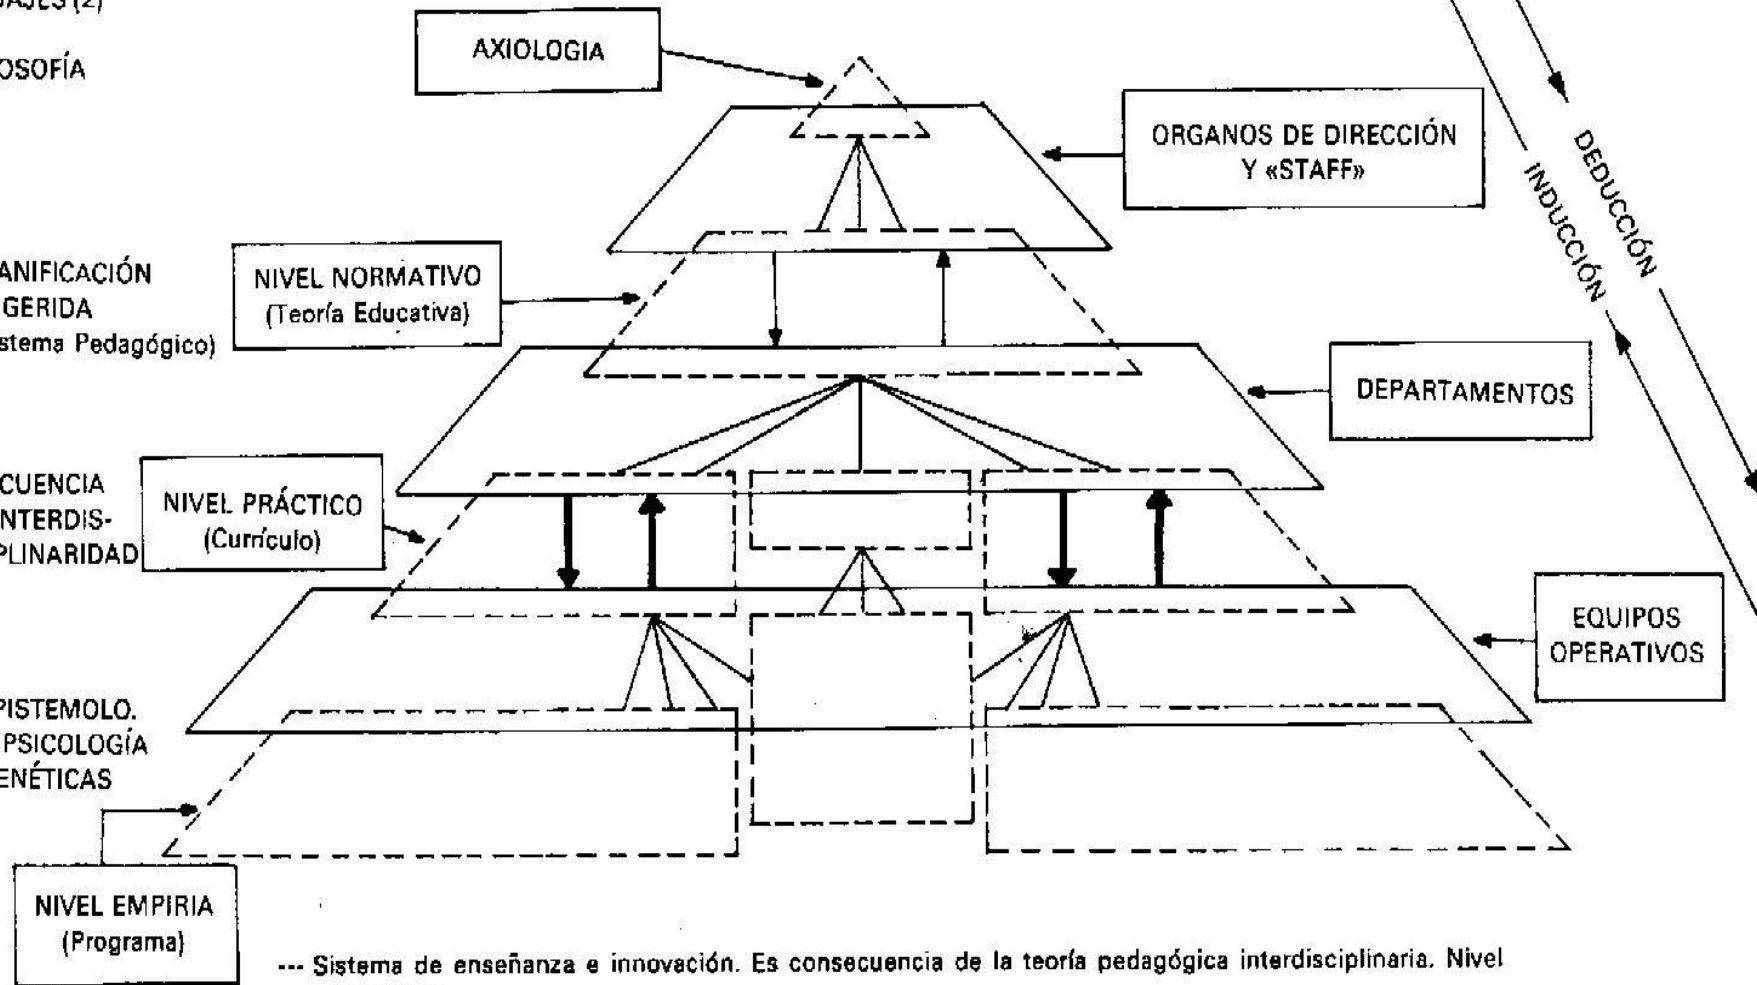 AXIOLOGIA
OSOFÍA
ORGANOS DE DIRECCIÓN
Y «STAFF»
DEDUCCIÓN
INDUCCIÓN
ANIFICACIÓN
GERIDA
stema Pedagógico)
NIVEL NORMATIVO
(Teoría Educativa)
DEPARTAMENTOS
CUENCIA
NTERDIS-
PLINARIDAD
NIVEL PRÁCTICO
(Currículo)
EQUIPOS
OPERATIVOS
PISTEMOLO.
PSICOLOGÍA
ENÉTICAS
NIVEL EMPIRIA
(Programa)
--- Sistema de enseñanza e innovación. Es consecuencia de la teoría pedagógica interdisciplinaria. Nivel